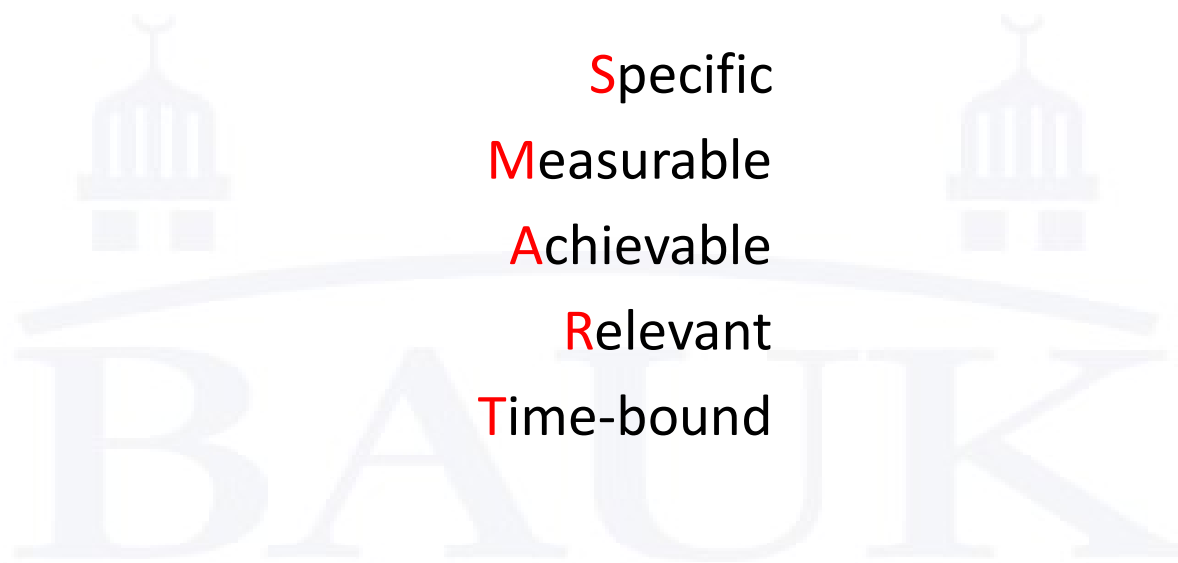 Specific
Measurable
Achievable
Relevant
Time-bound
BAUK